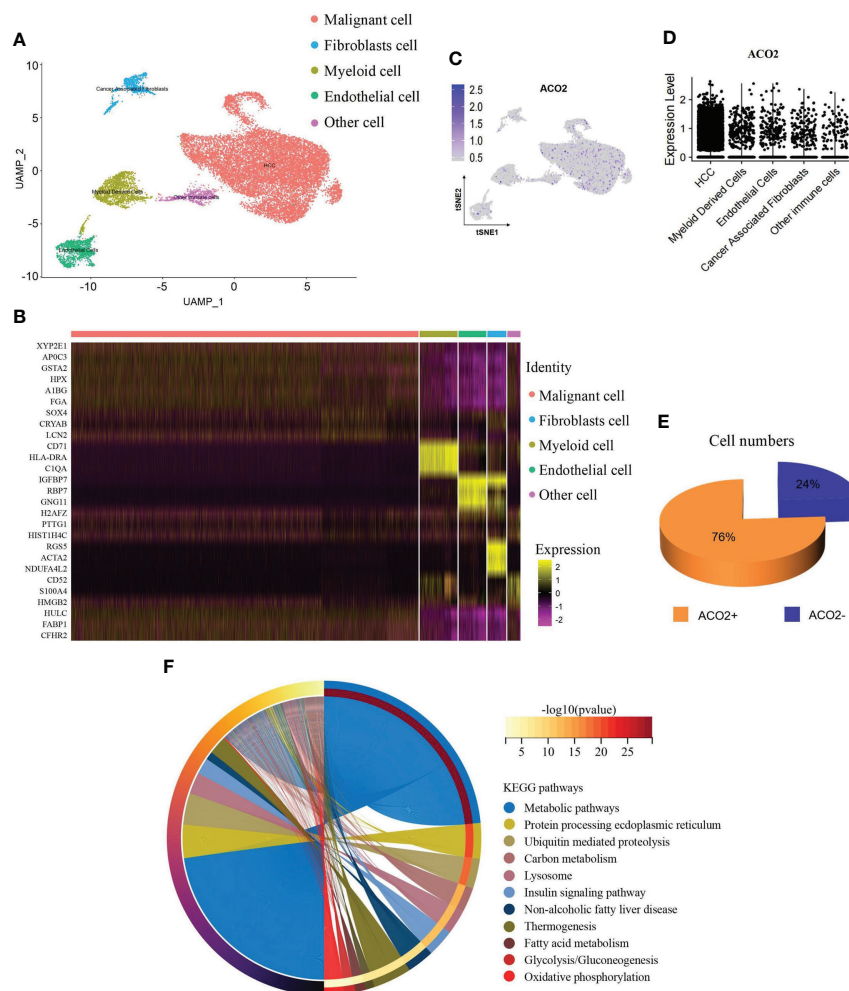 A
Malignant cell
Fibroblasts cell
Myeloid cell
Endothelial cell
Other cell
10
5
0
-5
-10
UAMP_2
-10
-5
0
5
UAMP_1
Cancer Associated Fibroblasts
HCC
Myeloid Derived Cells
Other immune cells
Endothelial Cells
C
ACO2
2.5
2.0
1.5
1.0
0.5
tSNE2
tSNE1
D
ACO2
Expression Level
2
1
0
HCC
Myeloid Derived Cells
Endothelial Cells
Cancer Associated Fibroblasts
Other immune cells
B
XYP2E1
AP0C3
GSTA2
HPX
A1BG
FGA
SOX4
CRYAB
LCN2
CD71
HLA-DRA
C1QA
IGFBP7
RBP7
GNG11
H2AFZ
PTTG1
HIST1H4C
RGS5
ACTA2
NDUFA4L2
CD52
S100A4
HMGB2
HULC
FABP1
CFHR2
Identity
Malignant cell
Fibroblasts cell
Myeloid cell
Endothelial cell
Other cell
Expression
2
1
0
-1
-2
E
Cell numbers
24%
76%
ACO2+
ACO2-
F
-log10(pvalue)
5
10
15
20
25
KEGG pathways
Metabolic pathways
Protein processing ecdoplasmic reticulum
Ubiquitin mediated proteolysis
Carbon metabolism
Lysosome
Insulin signaling pathway
Non-alcoholic fatty liver disease
Thermogenesis
Fatty acid metabolism
Glycolysis/Gluconeogenesis
Oxidative phosphorylation